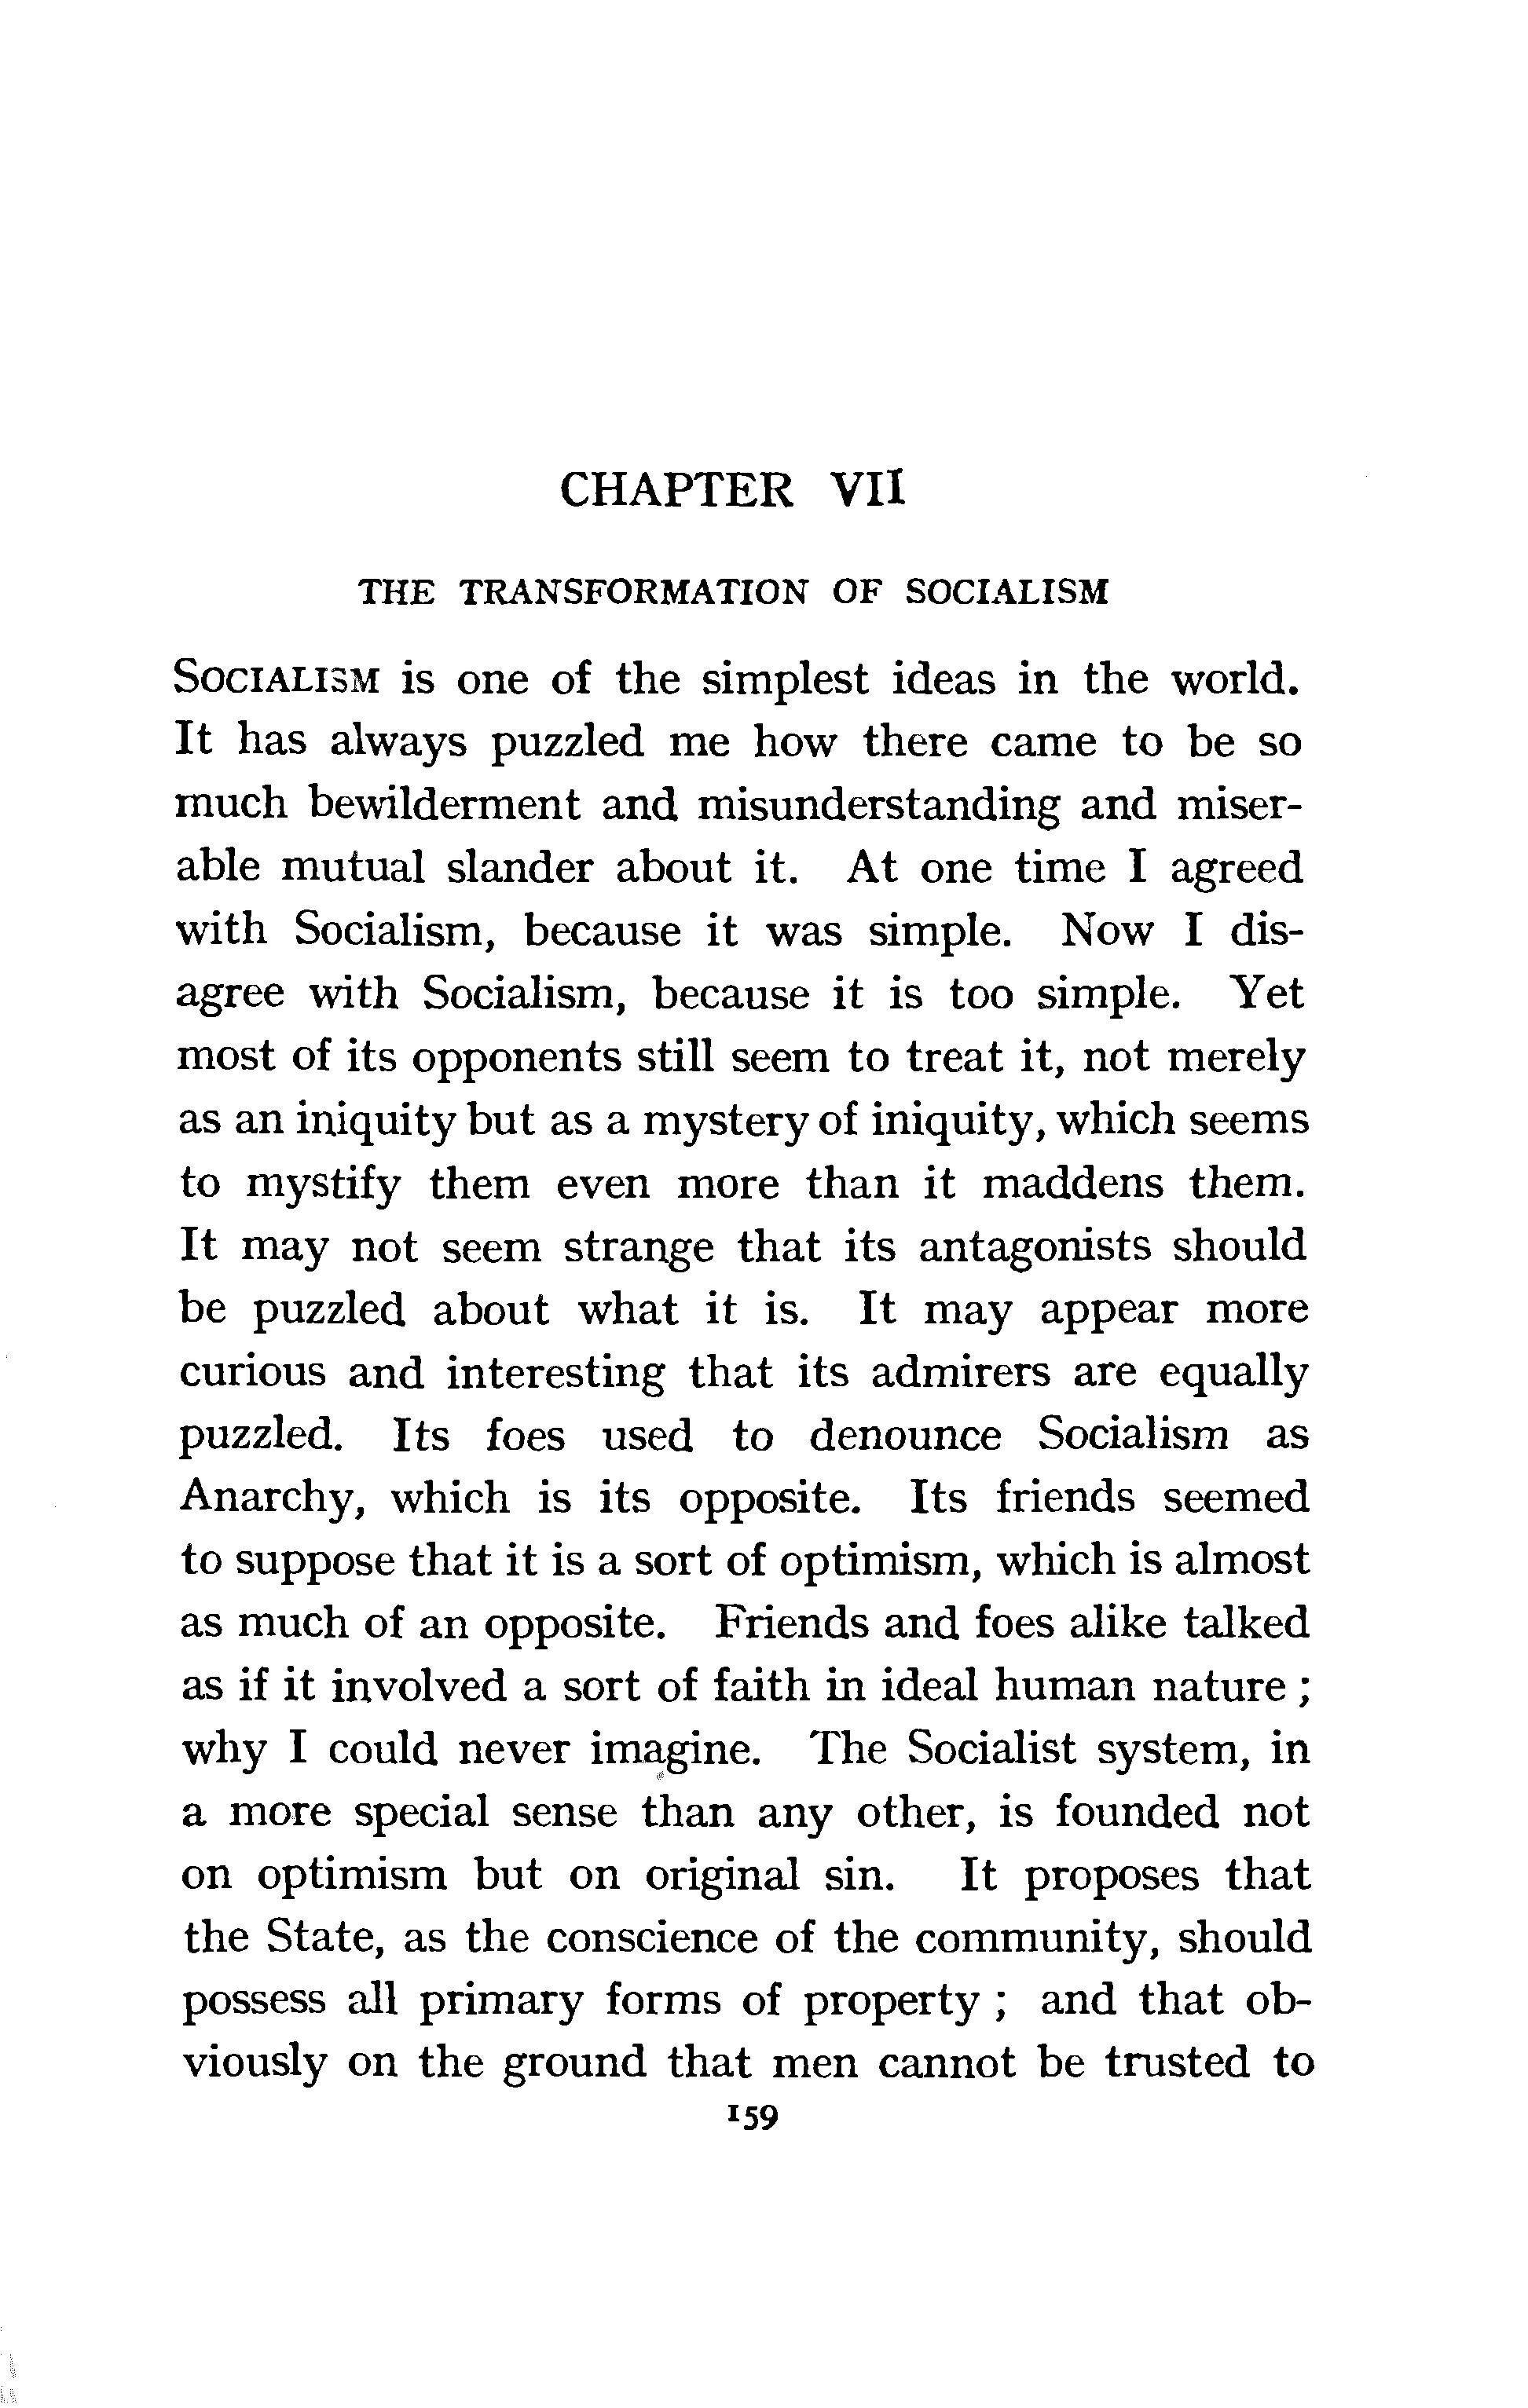 CHAPTER VII
THE TRANSFORMATION OF SOCIALISM
SOCIALISM is one of the simplest ideas in the world.
It has always puzzled me how there came to be so
much bewilderment and misunderstanding and miser-
able mutual slander about it. At one time I agreed
with Socialism, because it was simple. Now I dis-
agree with Socialism, because it is too simple. Yet
most of its opponents still seem to treat it, not merely
as an iniquity but as a mystery of iniquity, which seems
to mystify them even more than it maddens them.
It may not seem strange that its antagonists should
be puzzled about what it is. It may appear more
curious and interesting that its admirers are equally
puzzled. Its foes used to denounce Socialism as
Anarchy, which is its opposite. Its friends seemed
to suppose that it is a sort of optimism, which is almost
as much of an opposite. Friends and foes alike talked
as if it involved a sort of faith in ideal human nature ;
why I could never imagine. The Socialist system, in
a more special sense than any other, is founded not
on optimism but on original sin. It proposes that
the State, as the conscience of the community, should
possess all primary forms of property ; and that ob-
viously on the ground that men cannot be trusted to
159